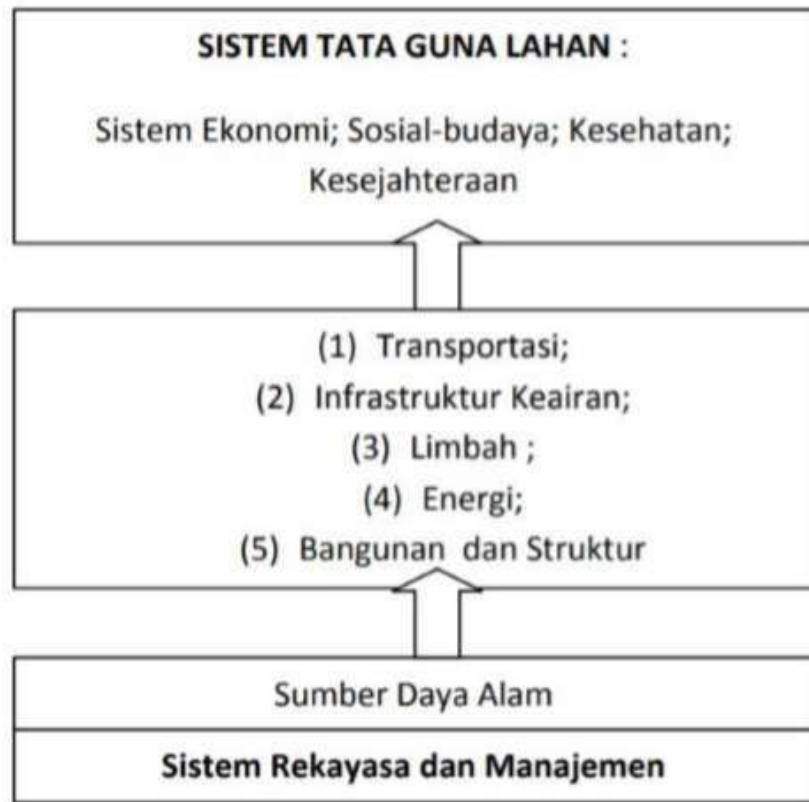 SISTEM TATA GUNA LAHAN :
Sistem Ekonomi; Sosial-budaya; Kesehatan;
Kesejahteraan
(1) Transportasi;
(2) Infrastruktur Keairan;
(3) Limbah ;
(4) Energi;
(5) Bangunan dan Struktur
Sumber Daya Alam
Sistem Rekayasa dan Manajemen